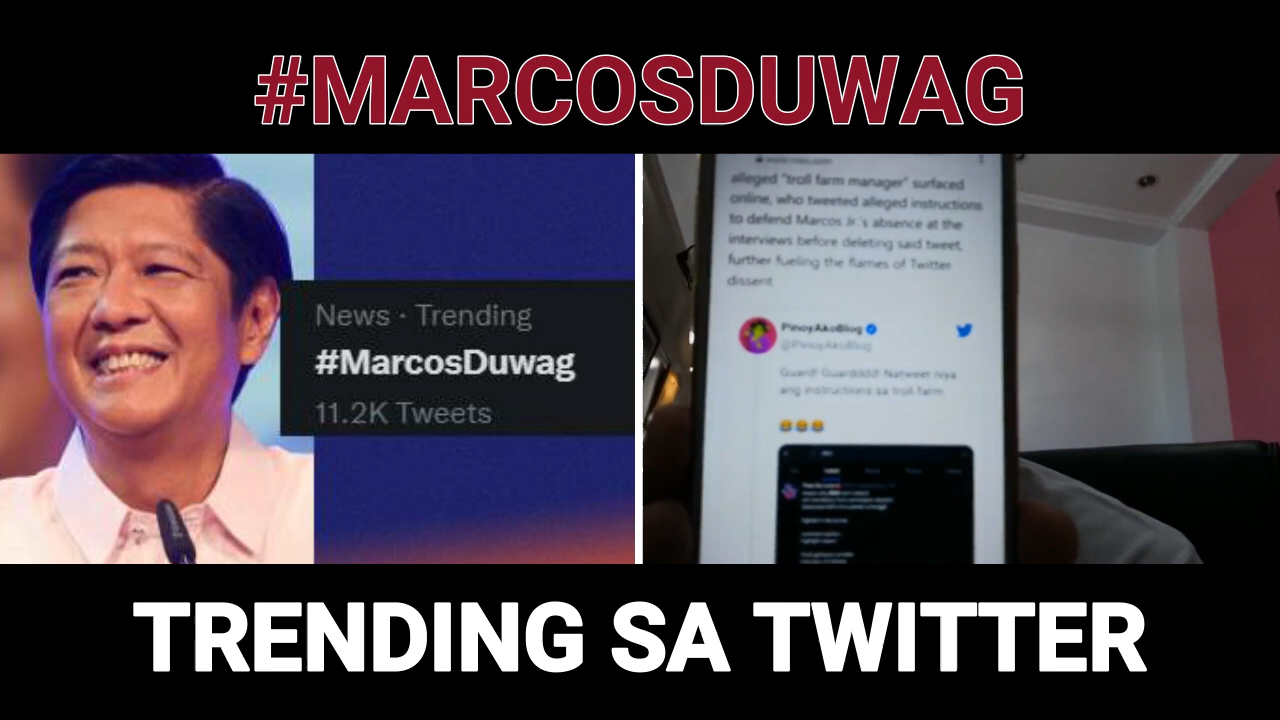 #MARCOSDUWAG
News · Trending
#MarcosDuwag
11.2K Tweets
alleged "troll farm manager" surfaced
online, who tweeted alleged instructions
to defend Marcos Jr.'s absence at the
interviews before deleting said tweet,
further fueling the flames of Twitter
dissent
PinoyAkoBlog
@PinoyAkoBlog
Guard! Guardddd! Natweet niya
ang instructions sa troll farm.
TRENDING SA TWITTER